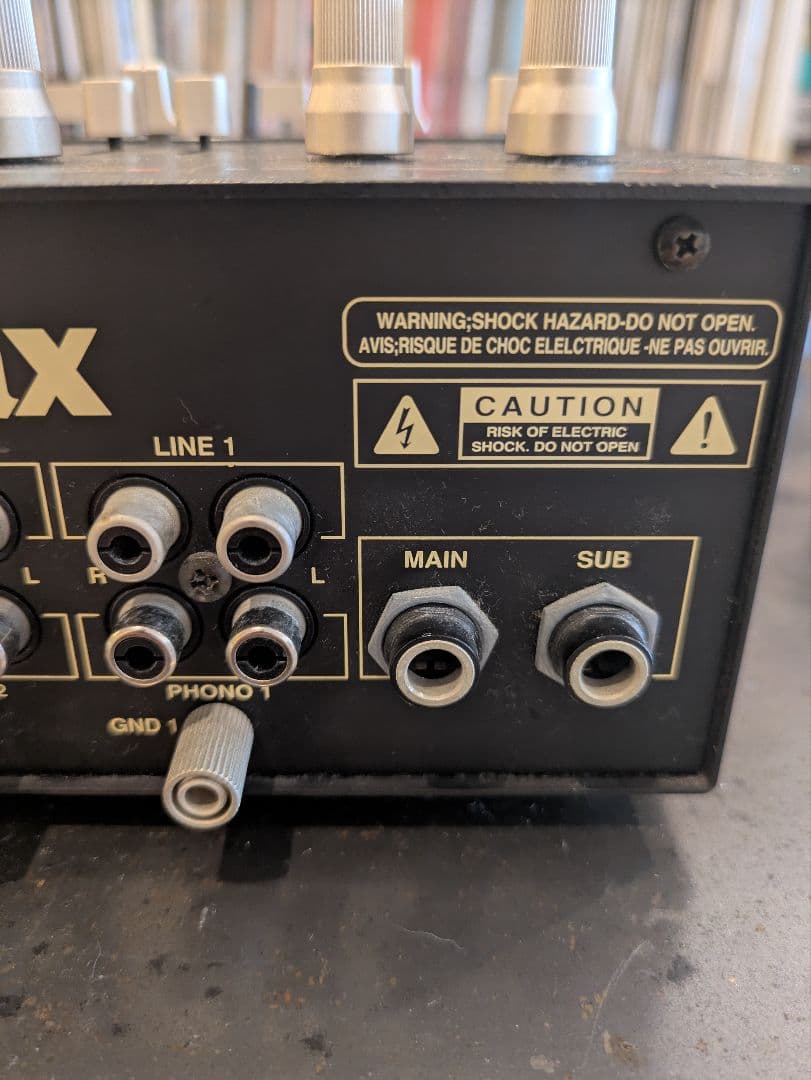 WARNING;SHOCK HAZARD-DO NOT OPEN.
AVIS;RISQUE DE CHOC ELELCTRIQUE -NE PAS OUVRIR.
ax
CAUTION
RISK OF ELECTRIC
SHOCK. DO NOT OPEN
LINE 1
MAIN SUB
L R L
2 PHONO 1
GND 1